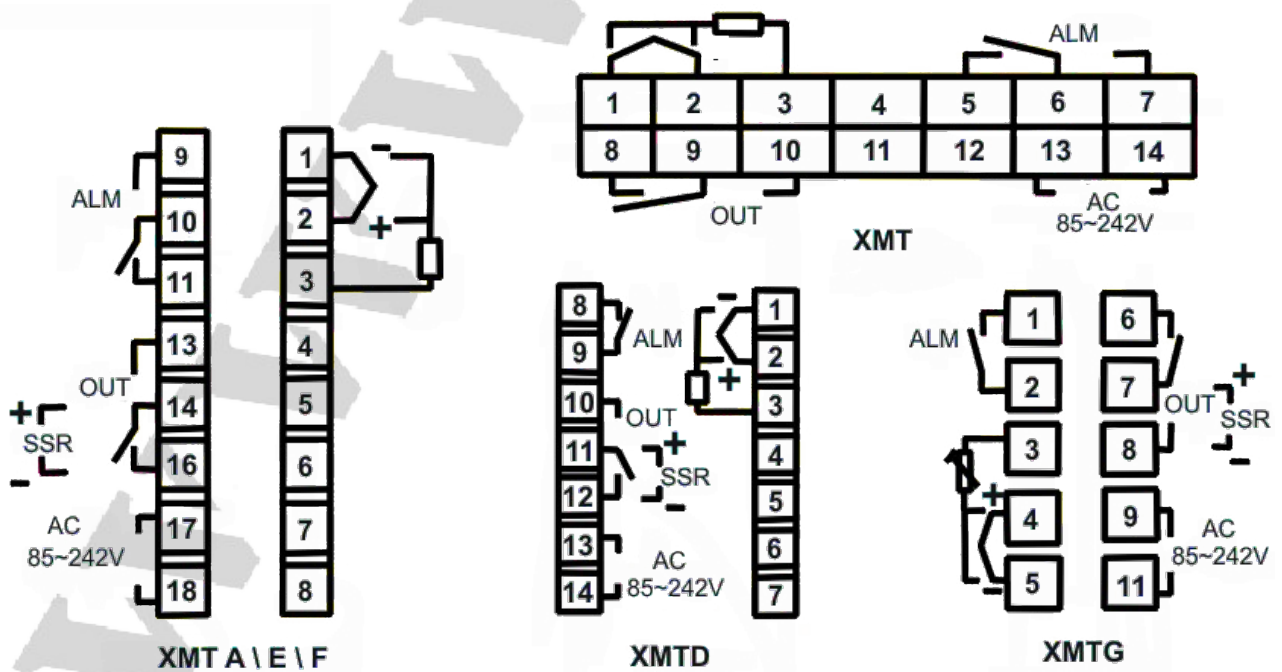 ALM
1 2 3 4 5 6 7
8 9 10 11 12 13 14
OUT
AC
85~242V
XMT
9
10
11
13
14
16
17
18
ALM
OUT
+
SSR
-
AC
85~242V
1
2
3
4
5
6
7
8
-
+
XMT A \ E \ F
8
9
10
11
12
13
14
ALM
OUT
+
SSR
-
AC
85~242V
-
+
1
2
3
4
5
6
7
XMTD
ALM
1
2
3
4
5
+
-
6
7
8
9
11
OUT
+
SSR
-
AC
85~242V
XMTG